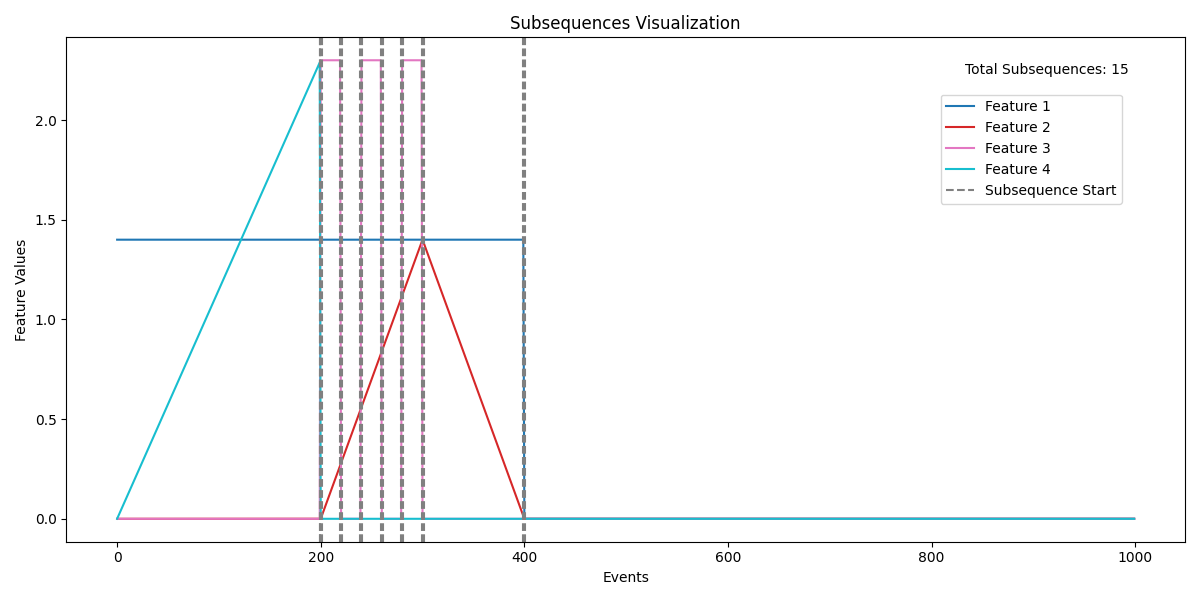 Subsequences Visualization
Total Subsequences: 15
Feature 1
Feature 2
Feature 3
Feature 4
Subsequence Start
Feature Values
2.0
1.5
1.0
0.5
0.0
0 200 400 600 800 1000
Events